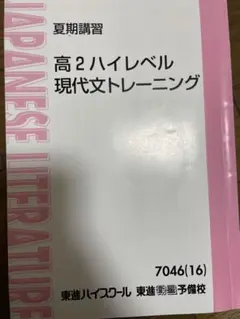 JAPANESE LITERATURE
夏期講習
高2ハイレベル
現代文トレーニング
7046(16)
東進ハイスクール 東進衛星予備校